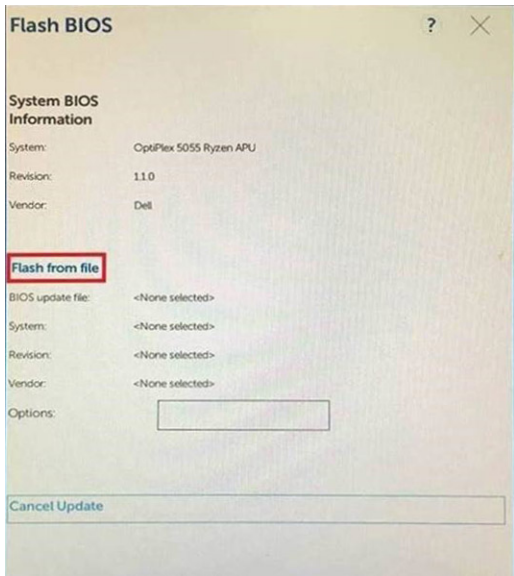 Flash BIOS ?
System BIOS
Information
System: OptiPlex 5055 Ryzen APU
Revision: 1.1.0
Vendor: Dell
Flash from file
BIOS update file: <None selected>
System: <None selected>
Revision: <None selected>
Vendor: <None selected>
Options:
Cancel Update